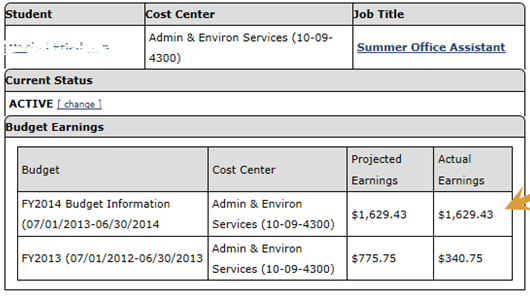 Student Cost Center Job Title
Admin & Environ Services (10-09-
4300)
Summer Office Assistant
Current Status
ACTIVE [ change ]
Budget Earnings
Budget Cost Center Projected Earnings Actual Earnings
FY2014 Budget Information
(07/01/2013-06/30/2014
Admin & Environ
Services (10-09-4300)
$1,629.43 $1,629.43
FY2013 (07/01/2012-06/30/2013
Admin & Environ
Services (10-09-4300)
$775.75 $340.75